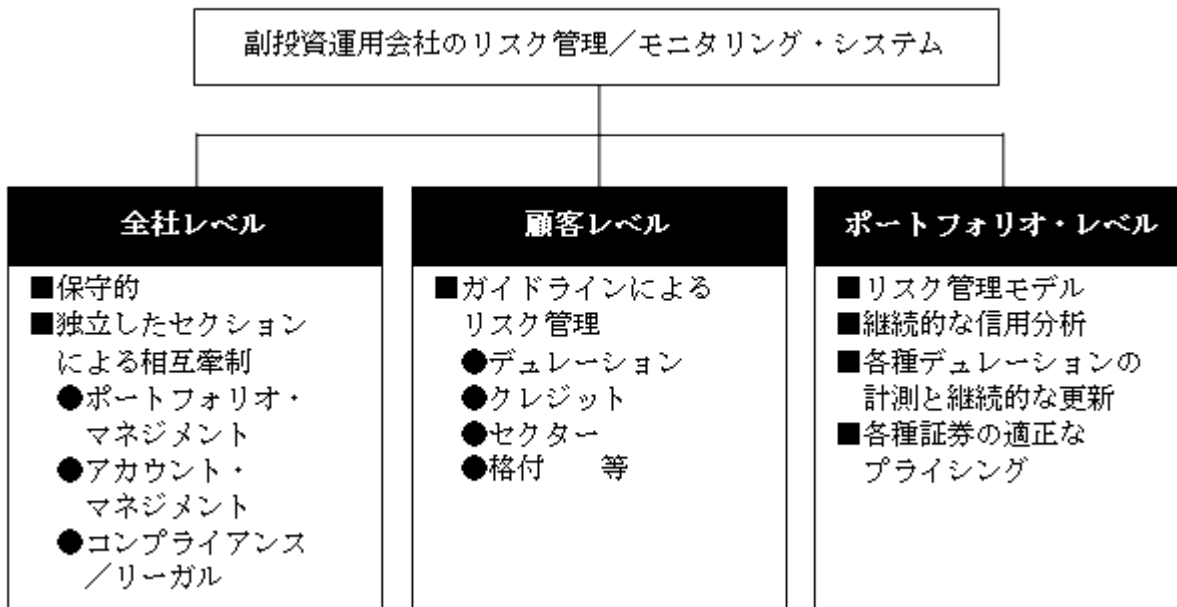 副投資運用会社のリスク管理／モニタリング・システム
全社レベル
■保守的
■独立したセクション
による相互牽制
●ポートフォリオ・
マネジメント
●アカウント・
マネジメント
●コンプライアンス
／リーガル
顧客レベル
■ガイドラインによる
リスク管理
●デュレーション
●クレジット
●セクター
●格付　　等
ポートフォリオ・レベル
■リスク管理モデル
■継続的な信用分析
■各種デュレーションの
計測と継続的な更新
■各種証券の適正な
プライシング